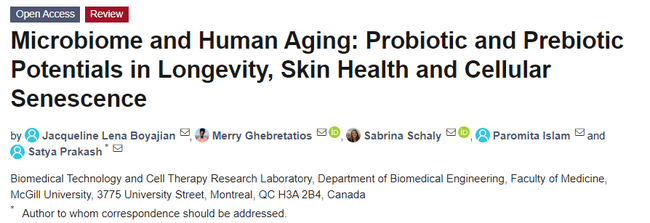 Open Access Review
Microbiome and Human Aging: Probiotic and Prebiotic
Potentials in Longevity, Skin Health and Cellular
Senescence
by Jacqueline Lena Boyajian, Merry Ghebretatios iD, Sabrina Schaly iD, Paromita Islam and
Satya Prakash *
Biomedical Technology and Cell Therapy Research Laboratory, Department of Biomedical Engineering, Faculty of Medicine,
McGill University, 3775 University Street, Montreal, QC H3A 2B4, Canada
* Author to whom correspondence should be addressed.